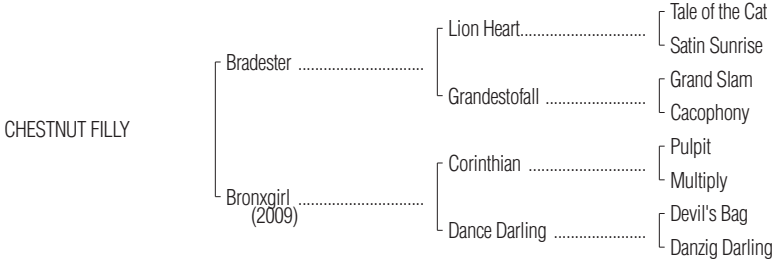 Tale of the Cat
Lion Heart..............................
Satin Sunrise
Bradester ..............................
Grand Slam
Grandestofall ........................
Cacophony
CHESTNUT FILLY
Pulpit
Corinthian ............................
Multiply
Bronxgirl ..............................
(2009)
Devil's Bag
Dance Darling ......................
Danzig Darling